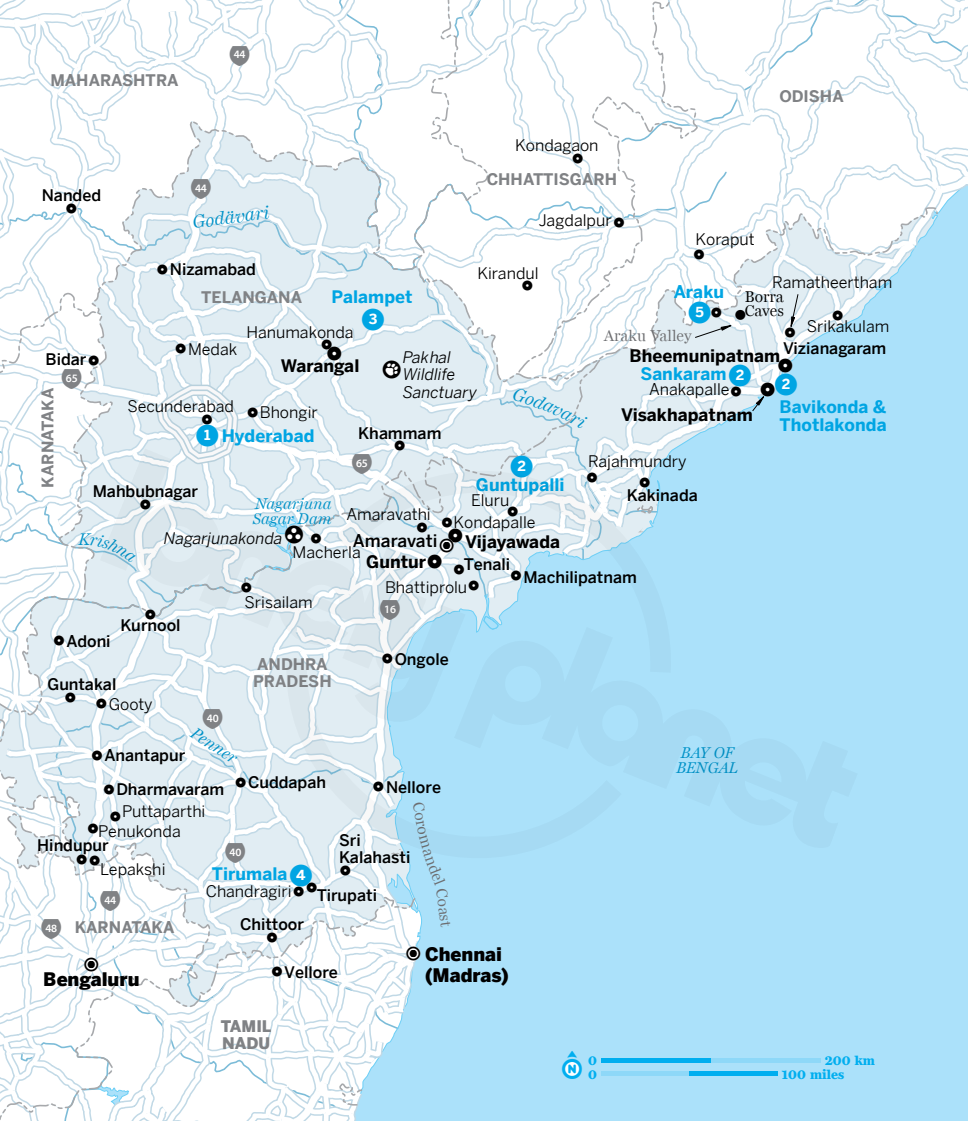 44
MAHARASHTRA
ODISHA
Kondagaon
CHHATTISGARH
44
Nanded
Godāvari
Jagdalpur
Koraput
Nizamabad
Kirandul
Ramatheertham
TELANGANA
Palampet
3
Araku
5
Borra
Caves
Srikakulam
Hanumakonda
Araku Valley
Medak
Warangal
Bheemunipatnam
Vizianagaram
Bidar
Pakhal
Wildlife
Sanctuary
Sankaram
2
65
Anakapalle
2
Secunderabad
Bhongir
Godavari
Visakhapatnam
Bavikonda &
Thotlakonda
1
Hyderabad
KARNATAKA
Khammam
65
2
Guntupalli
Rajahmundry
Mahbubnagar
Kakinada
Nagarjuna
Sagar Dam
Eluru
Amaravathi
Kondapalle
Krishna
Nagarjunakonda
Macherla
Amaravati
Vijayawada
Guntur
Tenali
Machilipatnam
Bhattiprolu
Srisailam
16
Kurnool
Adoni
ANDHRA
PRADESH
Ongole
Guntakal
Gooty
40
Penner
Anantapur
BAY OF
BENGAL
Cuddapah
Nellore
Dharmavaram
Puttaparthi
Penukonda
Coromandel Coast
Hindupur
Lepakshi
Sri
Kalahasti
40
Tirumala
4
Chandragiri
Tirupati
44
48
KARNATAKA
Chittoor
Bengaluru
Vellore
Chennai
(Madras)
TAMIL
NADU
N
0
200 km
0
100 miles
lonely planet